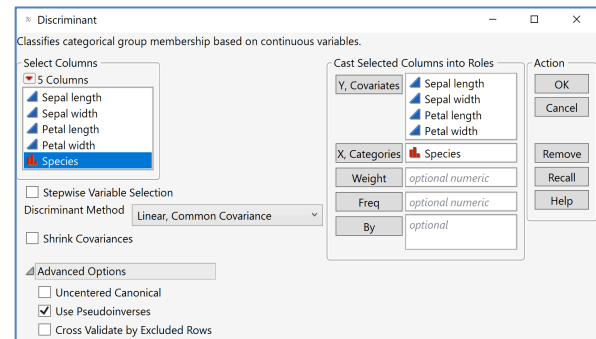 Discriminant
Classifies categorical group membership based on continuous variables.
Select Columns
5 Columns
Sepal length
Sepal width
Petal length
Petal width
Species
Stepwise Variable Selection
Discriminant Method Linear, Common Covariance
Shrink Covariances
Advanced Options
Uncentered Canonical
Use Pseudoinverses
Cross Validate by Excluded Rows
Cast Selected Columns into Roles
Y, Covariates
Sepal length
Sepal width
Petal length
Petal width
X, Categories Species
Weight optional numeric
Freq optional numeric
By optional
Action
OK
Cancel
Remove
Recall
Help